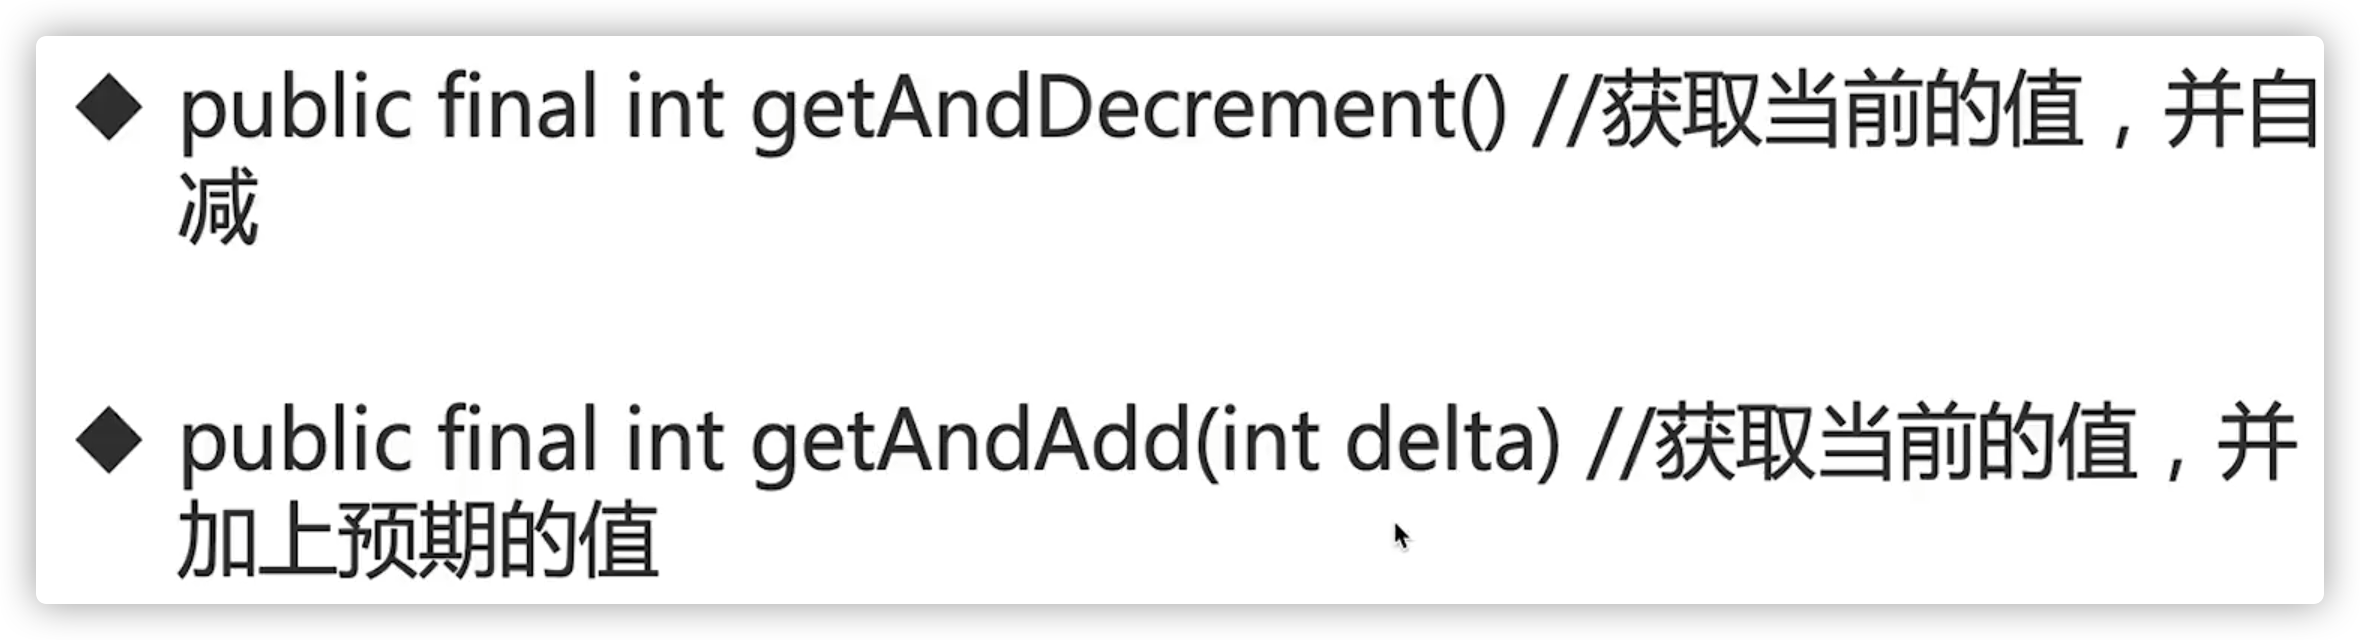 ◆ public final int getAndDecrement() //获取当前的值，并自
减
◆ public final int getAndAdd(int delta) //获取当前的值，并
加上预期的值